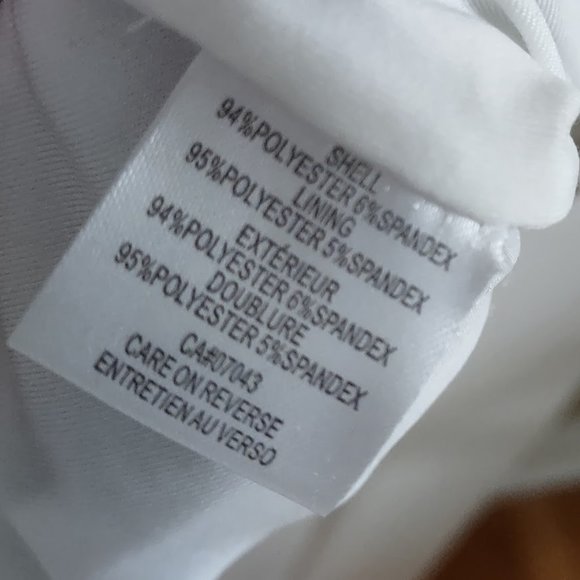 SHELL
94%POLYESTER 6%SPANDEX
LINING
95%POLYESTER 5%SPANDEX
EXTÉRIEUR
94%POLYESTER 6%SPANDEX
DOUBLURE
95%POLYESTER 5%SPANDEX
CA#07043
CARE ON REVERSE
ENTRETIEN AU VERSO